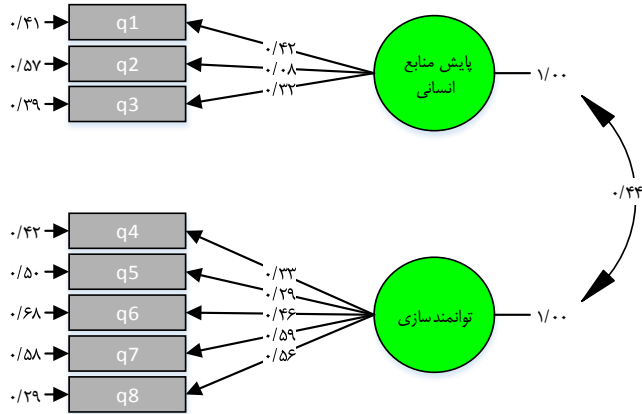 ۰/۴۱
q1
۰/۵۷
q2
۰/۳۹
q3
۰/۴۲
۰/۰۸
۰/۳۲
پایش منابع
انسانی
۱/۰۰
۰/۴۴
۰/۴۲
q4
۰/۵۰
q5
۰/۶۸
q6
۰/۵۸
q7
۰/۲۹
q8
۰/۳۳
۰/۲۹
۰/۴۶
۰/۵۹
۰/۵۶
توانمندسازی
۱/۰۰